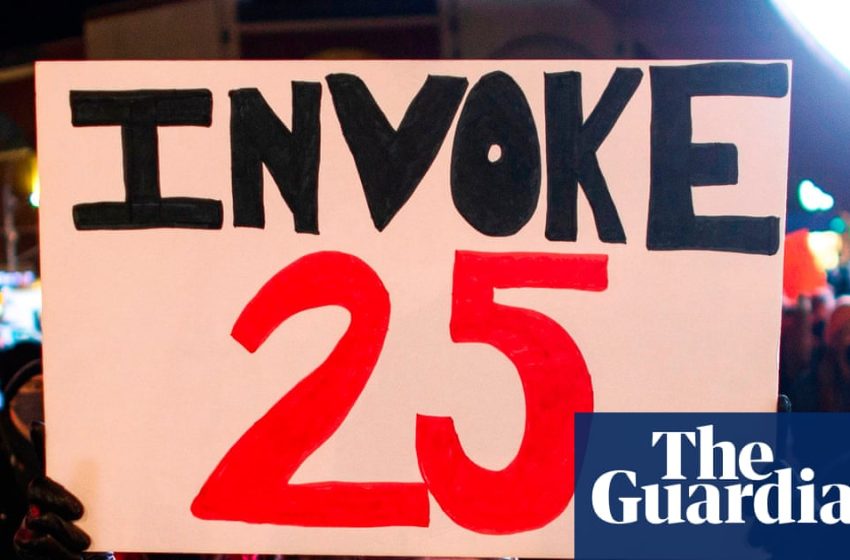 INVOKE
25
The
Guardia